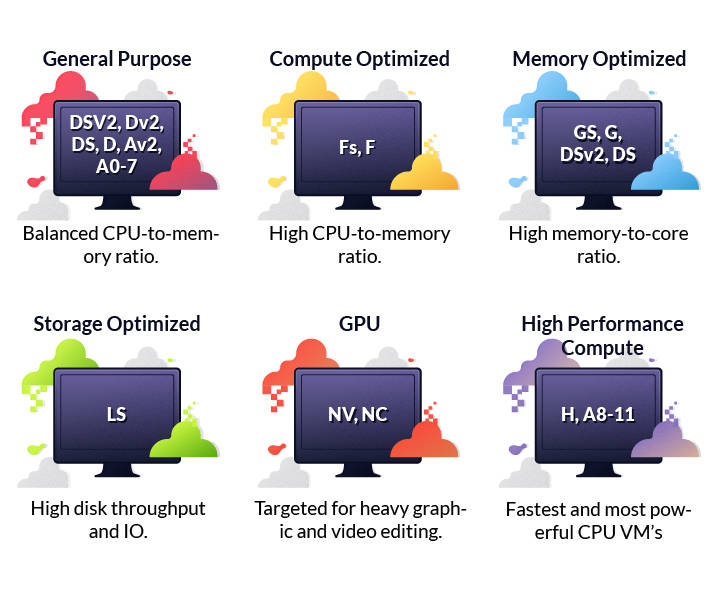 General Purpose
DSV2, Dv2,
DS, D, Av2,
A0-7
Balanced CPU-to-mem-
ory ratio.
Compute Optimized
Fs, F
High CPU-to-memory
ratio.
Memory Optimized
GS, G,
DSv2, DS
High memory-to-core
ratio.
Storage Optimized
LS
High disk throughput
and IO.
GPU
NV, NC
Targeted for heavy graph-
ic and video editing.
High Performance
Compute
H, A8-11
Fastest and most pow-
erful CPU VM’s